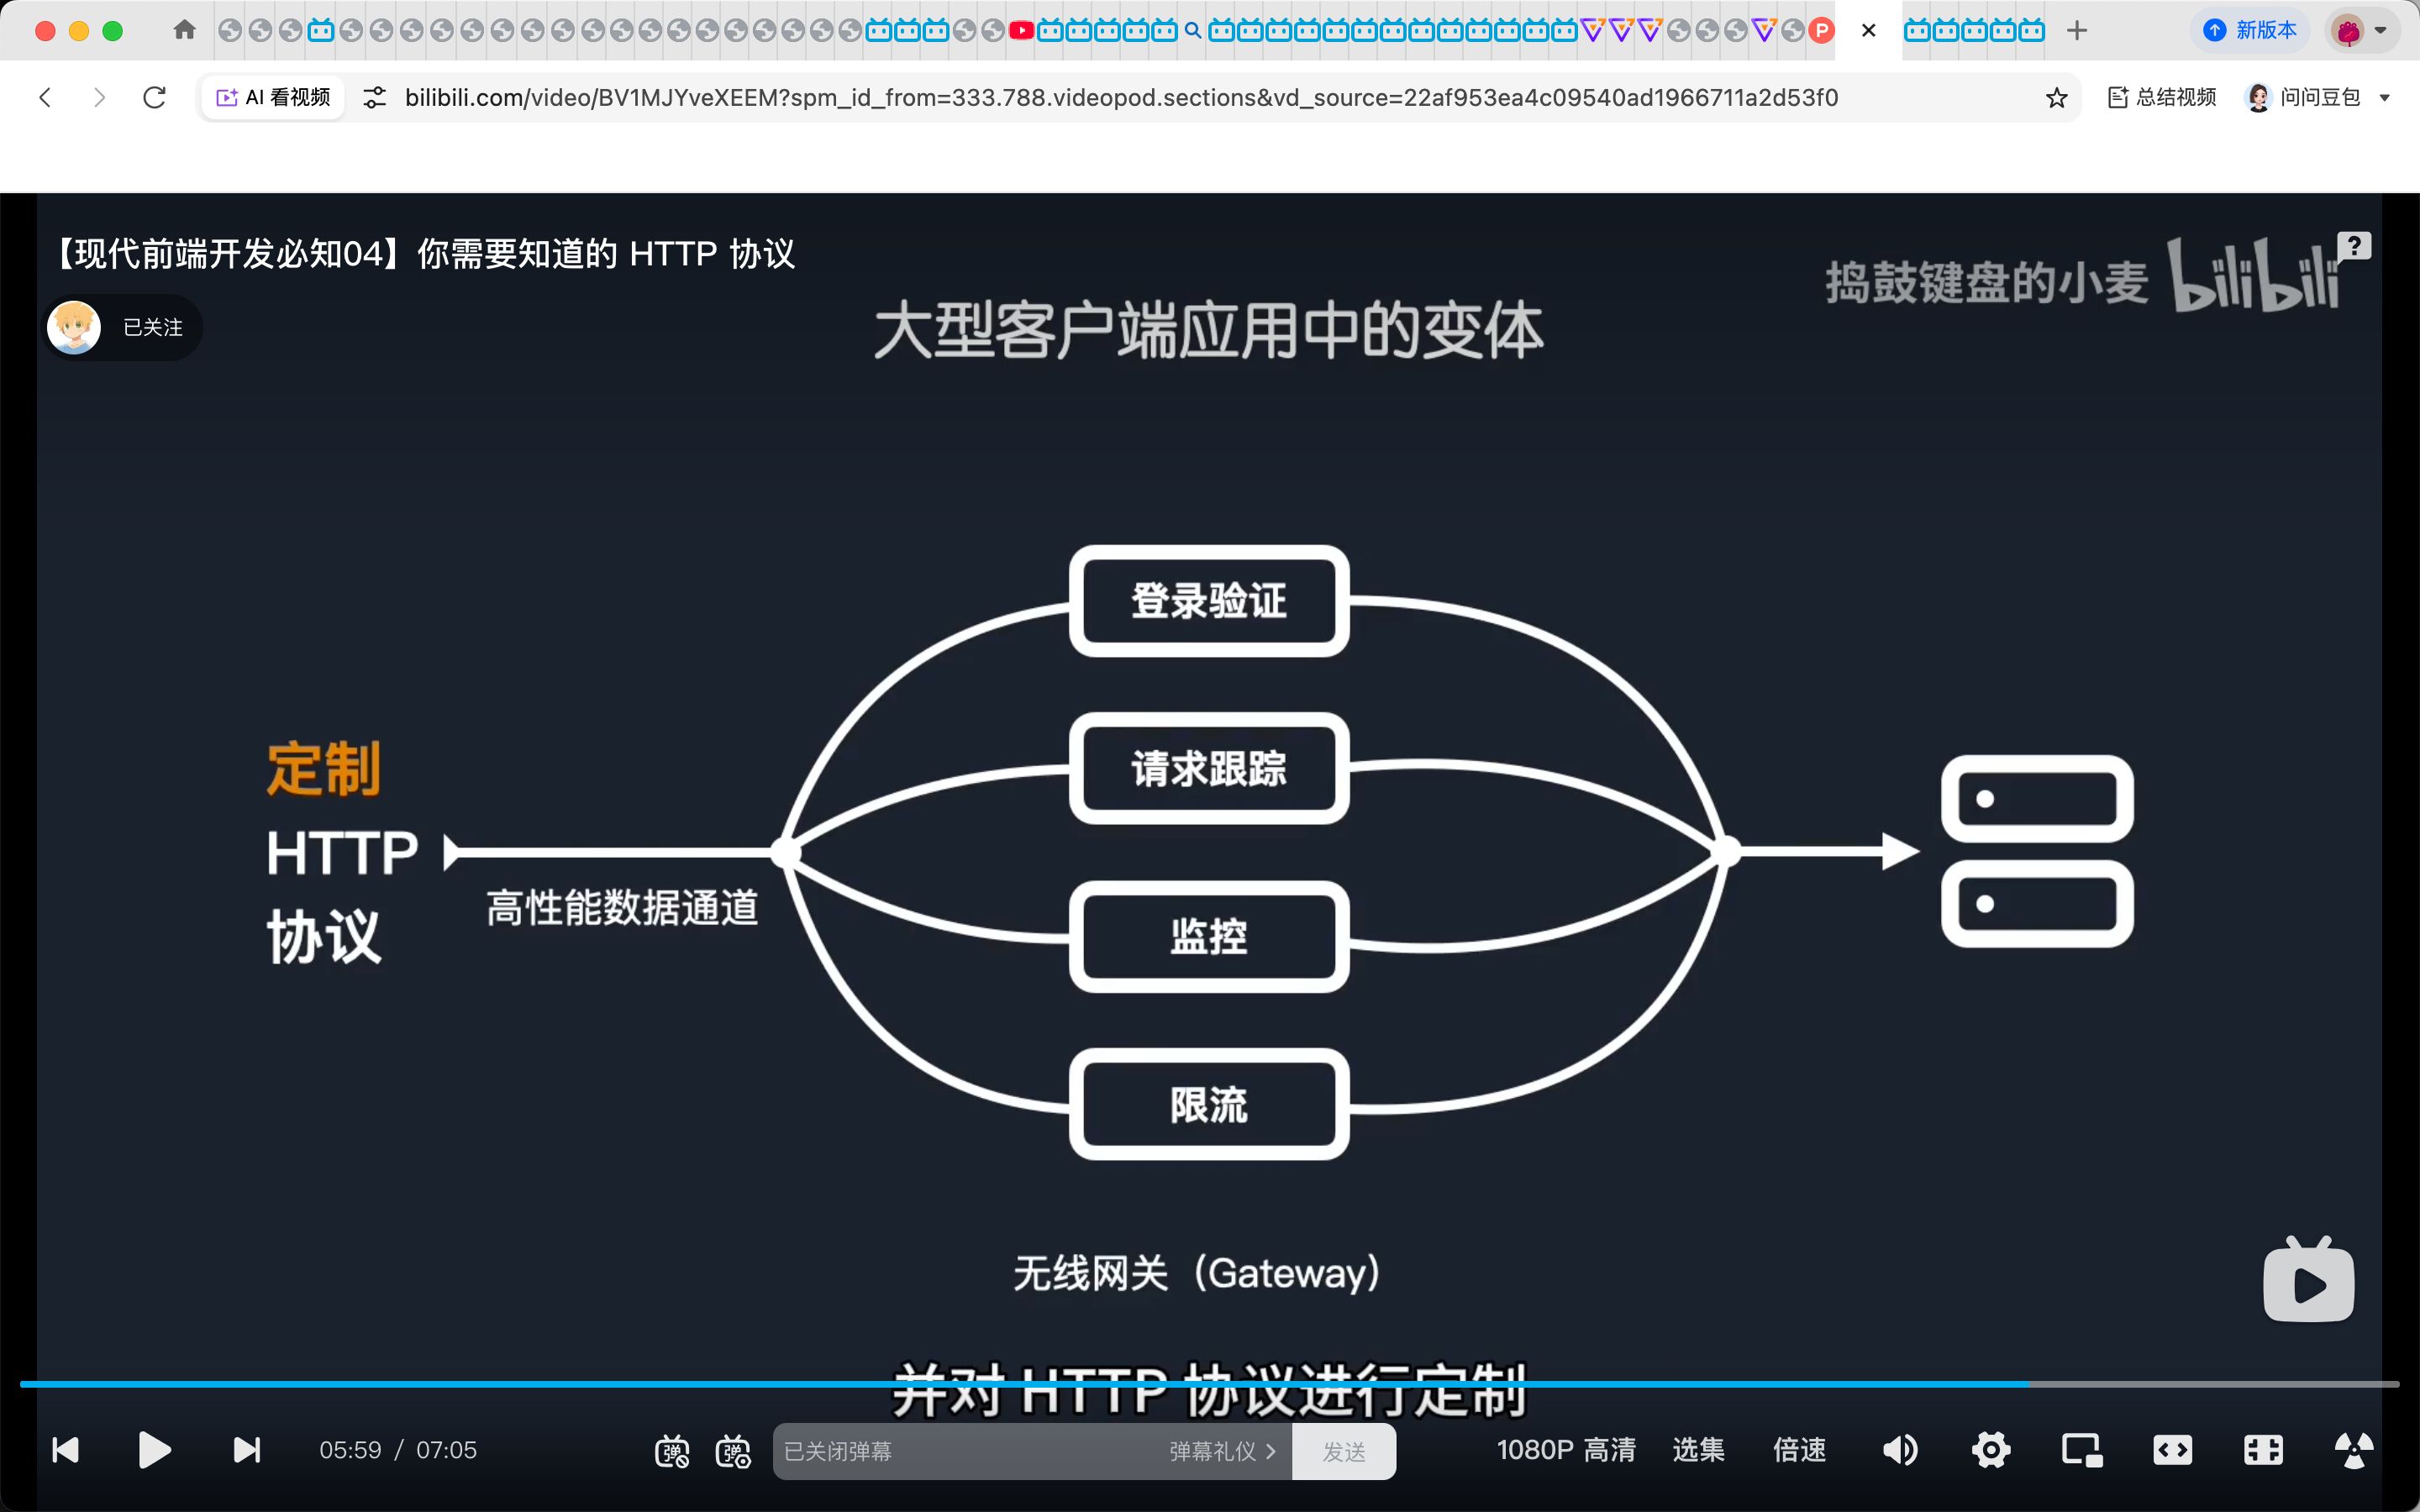 新版本
AI 看视频
bilibili.com/video/BV1MJYveXEEM?spm_id_from=333.788.videopod.sections&vd_source=22af953ea4c09540ad1966711a2d53f0
总结视频
问问豆包
【现代前端开发必知04】你需要知道的 HTTP 协议
捣鼓键盘的小麦 bilibili
?
已关注
大型客户端应用中的变体
登录验证
请求跟踪
监控
限流
定制
HTTP
协议
高性能数据通道
无线网关（Gateway）
并对 HTTP 协议进行定制
05:59 / 07:05
弹
弹
已关闭弹幕
弹幕礼仪
发送
1080P 高清
选集
倍速